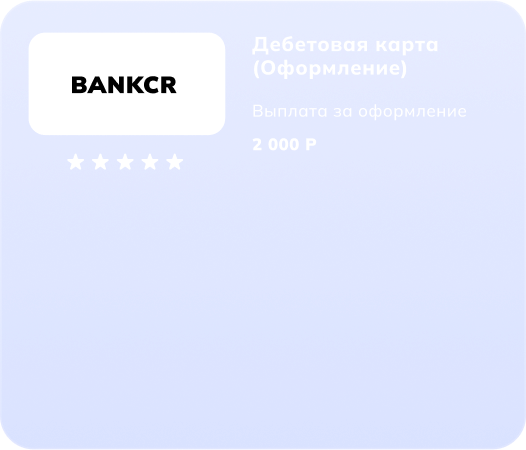 BANKCR
Дебетовая карта
(Оформление)
Выплата за оформление
2 000 Р